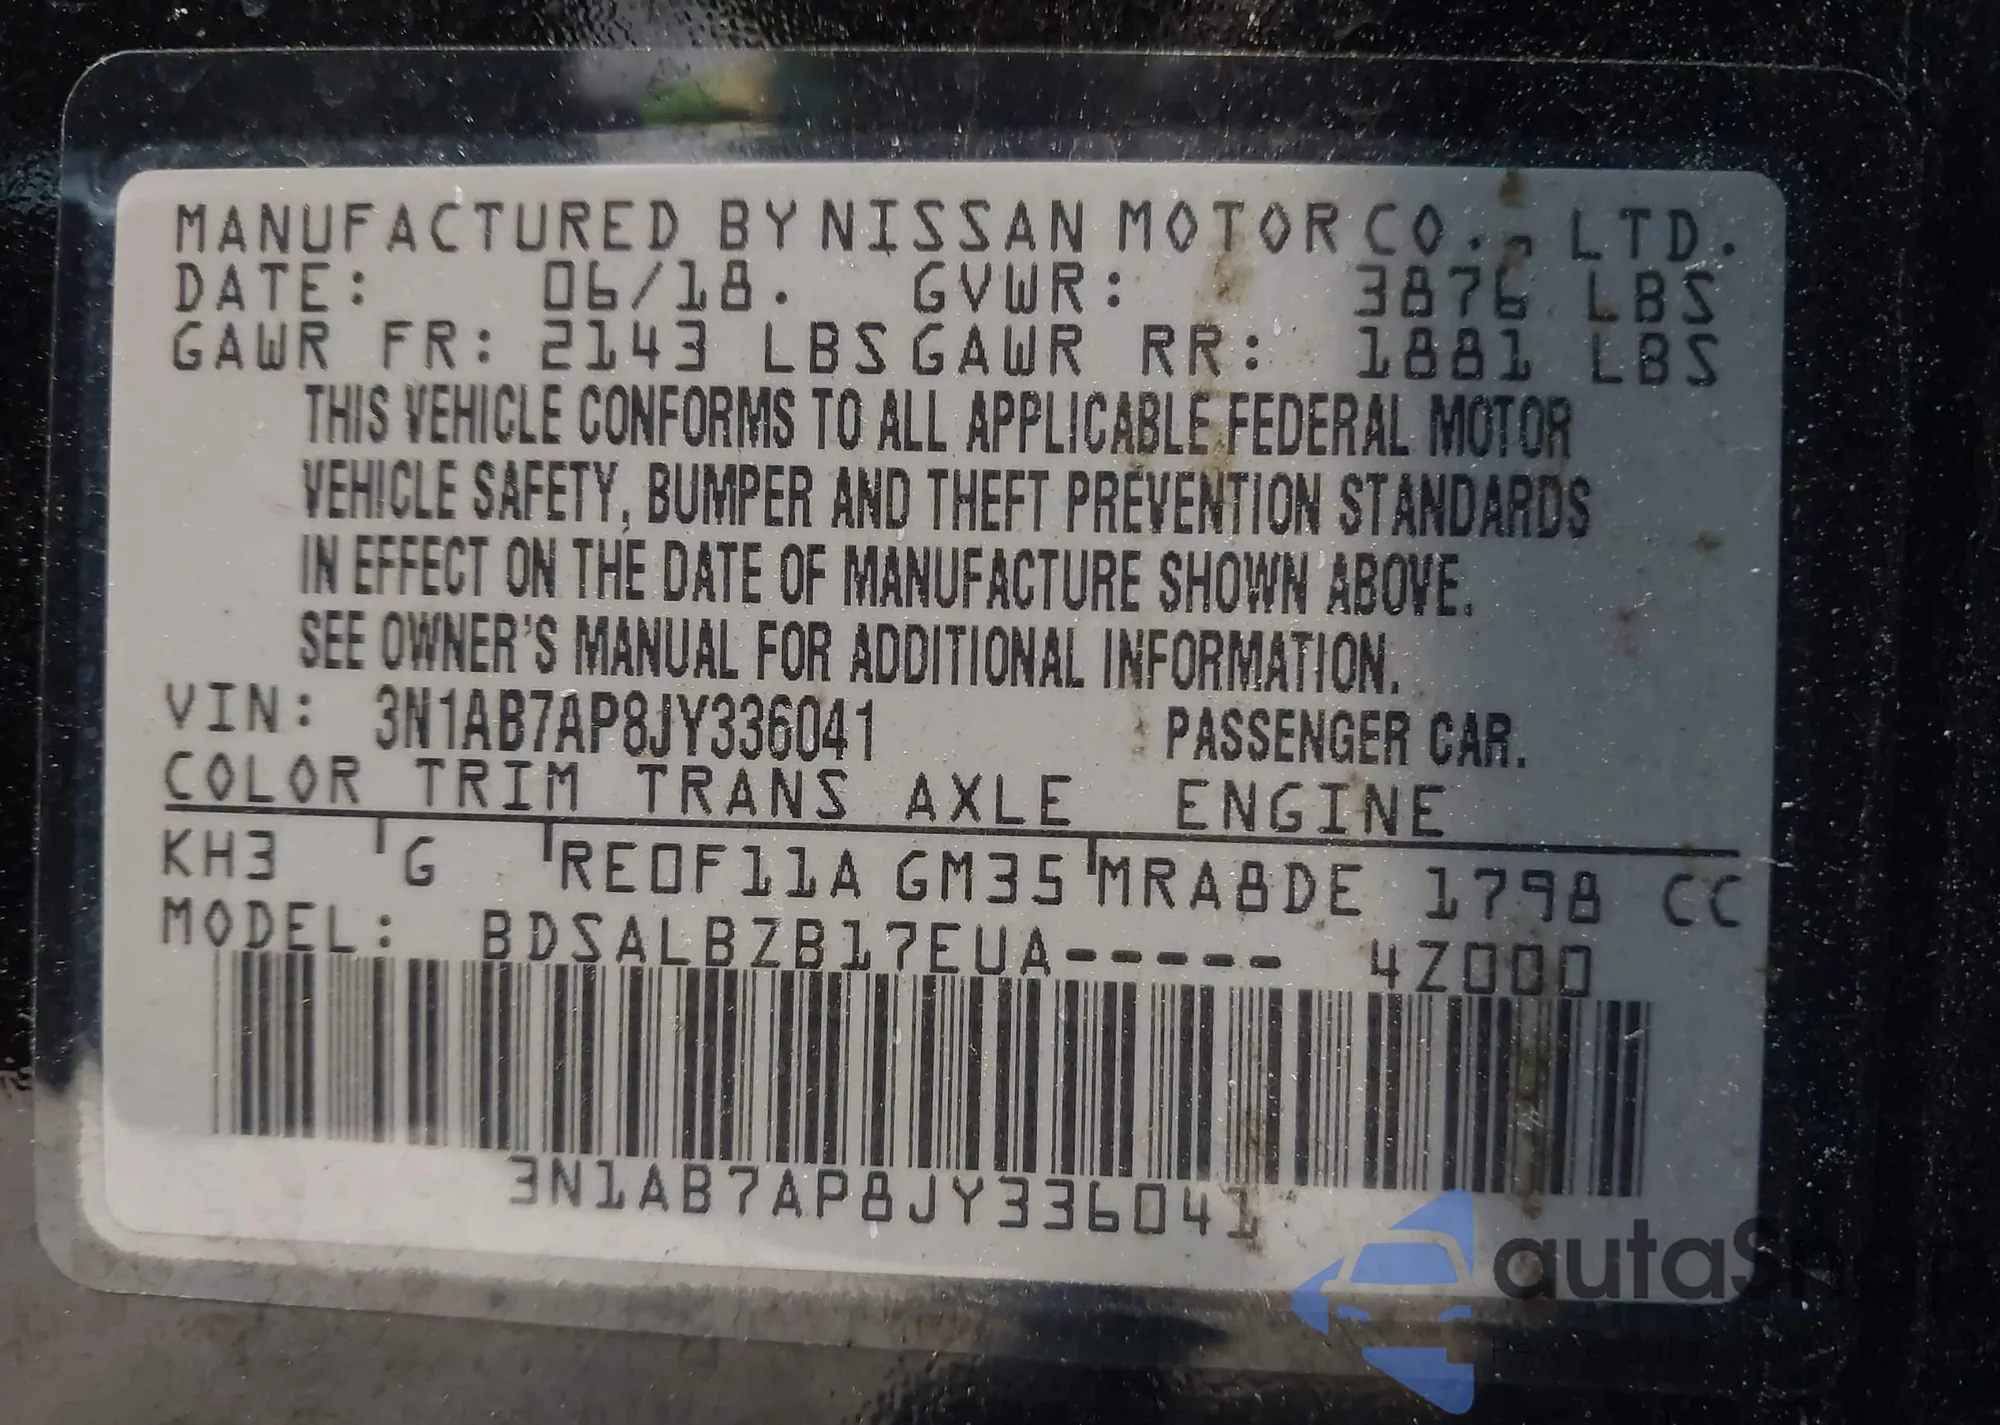 MANUFACTURED BY NISSAN MOTOR CO., LTD.
DATE: 06/18. GVWR: 3876 LBS
GAWR FR: 2143 LBS GAWR RR: 1881 LBS
THIS VEHICLE CONFORMS TO ALL APPLICABLE FEDERAL MOTOR
VEHICLE SAFETY, BUMPER AND THEFT PREVENTION STANDARDS
IN EFFECT ON THE DATE OF MANUFACTURE SHOWN ABOVE.
SEE OWNER'S MANUAL FOR ADDITIONAL INFORMATION.
VIN: 3N1AB7AP8JY336041 PASSENGER CAR.
COLOR TRIM TRANS AXLE ENGINE
KH3 G RE0F11A GM35 MRA8DE 1798 CC
MODEL: BDSALBZB17EUA----- 4Z000
3N1AB7AP8JY336041
autaSna